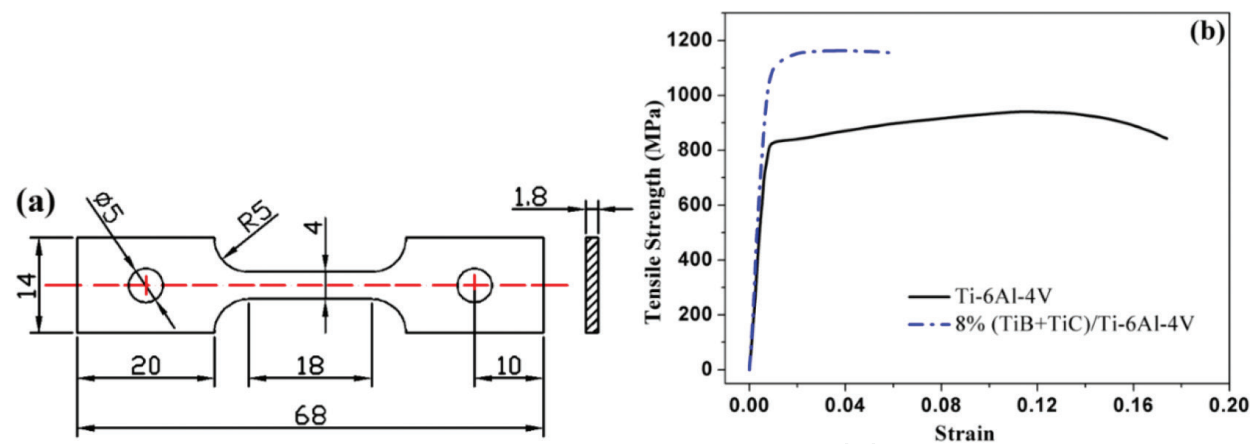 (a)
ø5
R5
4
1.8
14
20
18
10
68
(b)
Tensile Strength (MPa)
1200
1000
800
600
400
200
0
Ti-6Al-4V
8% (TiB+TiC)/Ti-6Al-4V
0.00 0.04 0.08 0.12 0.16 0.20
Strain